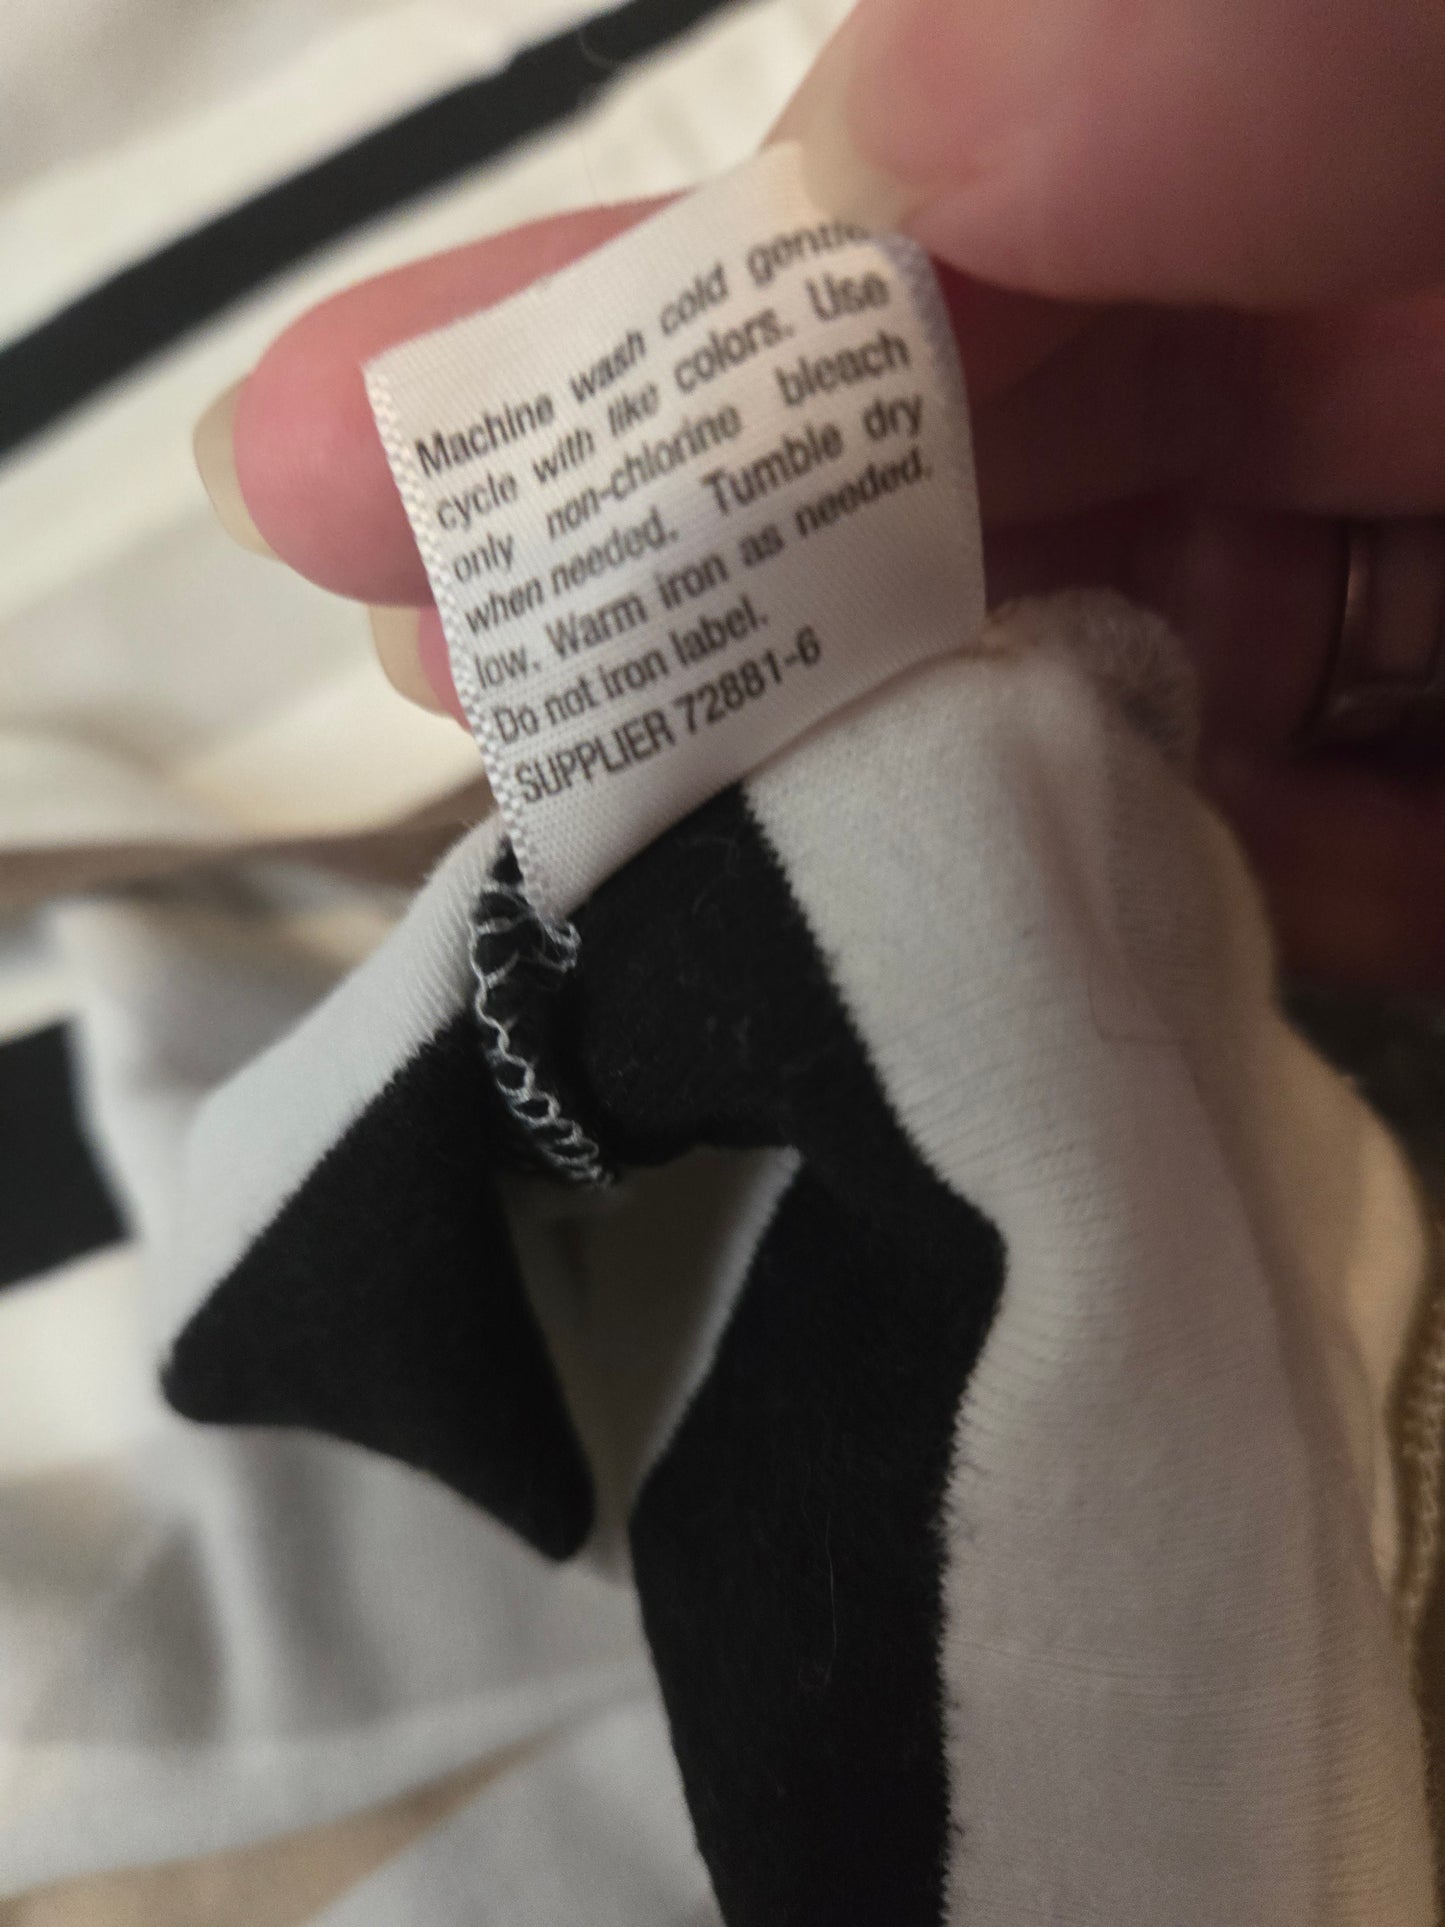 Machine wash cold gentle
cycle with like colors. Use
only non-chlorine bleach
when needed. Tumble dry
low. Warm iron as needed.
Do not iron label.
SUPPLIER 72881-6